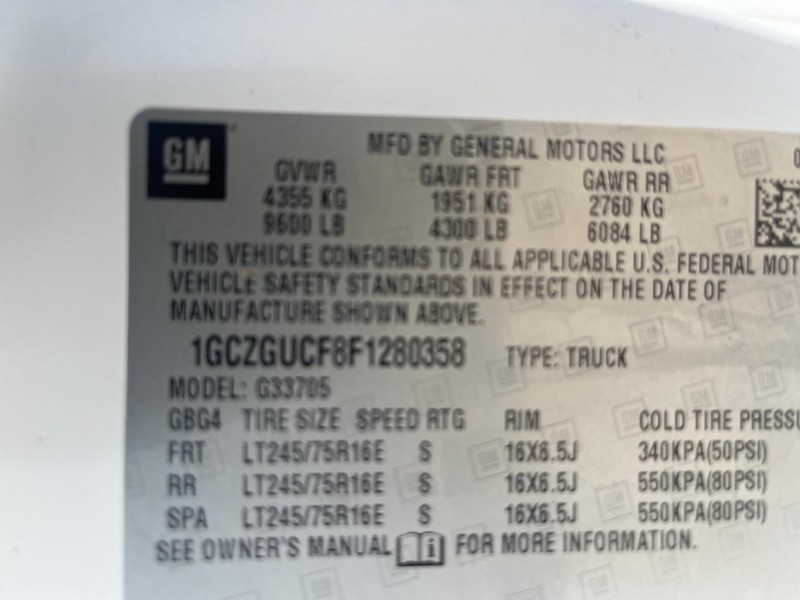 GM
MFD BY GENERAL MOTORS LLC
GVWR GAWR FRT GAWR RR
4355 KG 1951 KG 2760 KG
9600 LB 4300 LB 6084 LB
THIS VEHICLE CONFORMS TO ALL APPLICABLE U.S. FEDERAL MOT
VEHICLE SAFETY STANDARDS IN EFFECT ON THE DATE OF
MANUFACTURE SHOWN ABOVE.
1GCZGUCF8F1280358 TYPE: TRUCK
MODEL: G33705
GBG4 TIRE SIZE SPEED RTG RIM COLD TIRE PRESSU
FRT LT245/75R16E S 16X6.5J 340KPA(50PSI)
RR LT245/75R16E S 16X6.5J 550KPA(80PSI)
SPA LT245/75R16E S 16X6.5J 550KPA(80PSI)
SEE OWNER'S MANUAL FOR MORE INFORMATION.